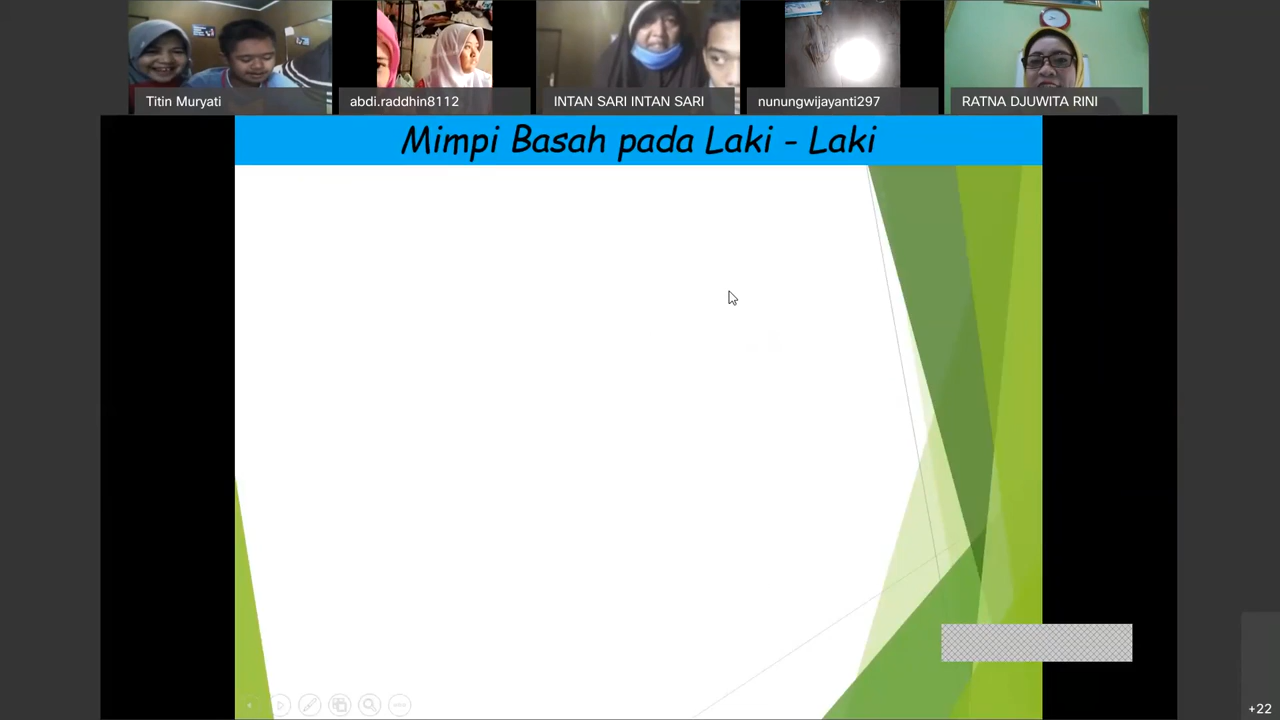 Titin Muryati
abdi.raddhin8112
INTAN SARI INTAN SARI
nunungwijayanti297
RATNA DJUWITA RINI
Mimpi Basah pada Laki - Laki
+22